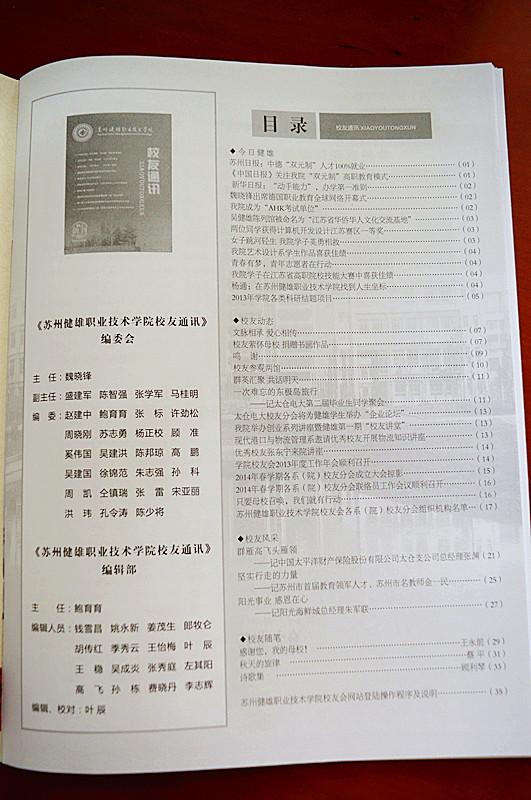 苏州健雄职业技术学院
校友通讯
《苏州健雄职业技术学院校友通讯》
编委会
主 任：魏晓锋
副主任：盛建军 陈智强 张学军 马桂明
编 委：赵建中 鲍育育 张 标 许劲松
周晓刚 苏志勇 杨正校 顾 准
奚伟国 吴建洪 陈邦琼 高 鹏
吴建国 徐锦范 朱志强 孙 科
周 凯 仝镇瑞 张 雷 宋亚丽
洪 玮 孔令涛 陈少将
《苏州健雄职业技术学院校友通讯》
编辑部
主 任：鲍育育
编辑人员：钱雪昌 姚永新 姜茂生 郎牧仑
胡传红 季秀云 王怡梅 叶 辰
王 稳 吴成炎 张秀庭 左其阳
高 飞 孙 栋 费晓丹 李志辉
编辑、校对：叶 辰
目 录
校友通讯 XIAOYOUTONGXUN
◆今日健雄
苏州日报：中德“双元制”人才100%就业（01）
《中国日报》关注我院“双元制”高职教育模式（01）
新华日报：“动手能力”，办学第一准则（02）
魏晓锋出席德国职业教育全球网络开幕式（02）
我院成为“AHK考试单位”（02）
吴健雄陈列馆被命名为“江苏省华侨华人文化交流基地”（03）
两位同学获得计算机开发设计江苏赛区一等奖（03）
女子跳河轻生 我院学子英勇相救（03）
我院艺术设计系学生作品喜获佳绩（04）
青春有梦，青年志愿者在行动（04）
我院学子在江苏省高职院校技能大赛中喜获佳绩（04）
杨通：在苏州健雄职业技术学院找到人生坐标（04）
2013年学院各类科研结题项目（05）
◆校友动态
文脉相承 爱心相传（07）
校友萦怀母校 捐赠书画作品（07）
鸣 谢（09）
校友参观两馆（10）
群英汇聚 共话明天（11）
一次难忘的东极岛旅行
——记太仓电大第二届毕业生同学聚会（11）
太仓电大校友分会将为健雄学生举办“企业论坛”（13）
我院举办创业系列讲座暨健雄第一期“校友讲堂”（13）
现代港口与物流管理系邀请优秀校友开展物流知识讲座（13）
优秀校友张东宁来院讲座（14）
学院校友会2013年度工作年会顺利召开（14）
2014年春学期各系（院）校友分会成立大会掠影（15）
2014年春学期各系（院）校友分会联络员工作会议顺利召开（16）
只要母校召唤，我们就有行动（16）
苏州健雄职业技术学院校友会各系（院）校友分会组织机构名单（17）
◆校友风采
群雁高飞头雁领
——记中国太平洋财产保险股份有限公司太仓支公司总经理张澜（21）
坚实行走的力量
——记苏州市首届教育领军人才、苏州市名教师金一民（25）
阳光事业 感恩在心
——记阳光海鲜城总经理朱军联（27）
◆校友随笔
感谢您，我的母校！王永前（29）
秋天的旋律 蔡 平（31）
诗歌集 顾利琴（33）
苏州健雄职业技术学院校友会网站登陆操作程序及说明（35）